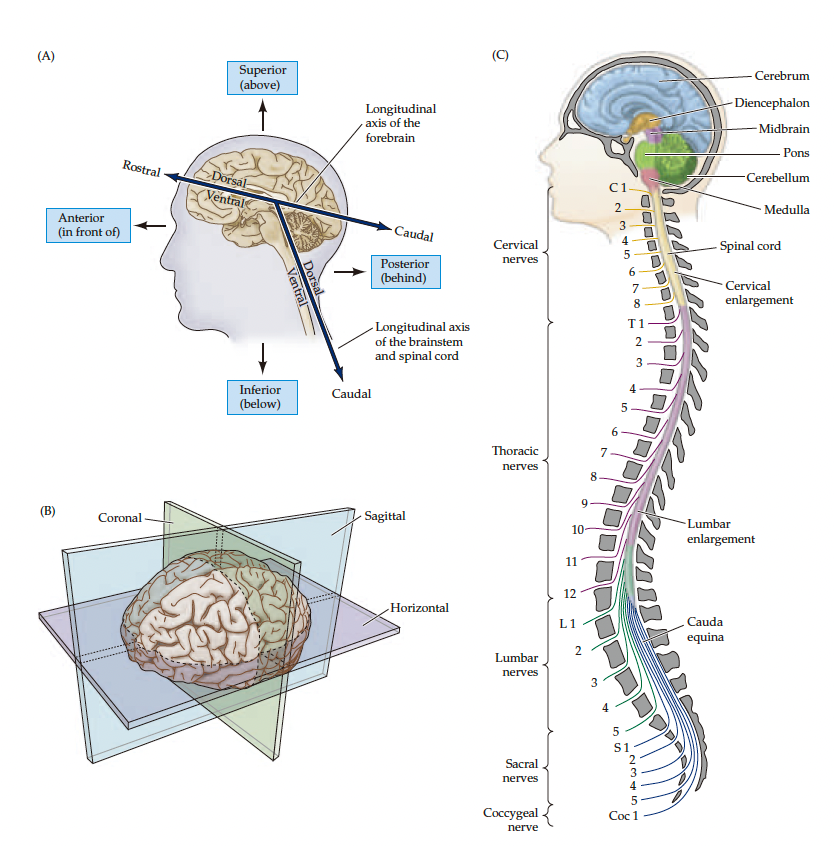 (A)
Superior
(above)
Longitudinal
axis of the
forebrain
Rostral
Dorsal
Ventral
Anterior
(in front of)
Caudal
Posterior
(behind)
Dorsal
Ventral
Longitudinal axis
of the brainstem
and spinal cord
Inferior
(below)
Caudal
(B)
Coronal
Sagittal
Horizontal
(C)
Cerebrum
Diencephalon
Midbrain
Pons
Cerebellum
Medulla
Spinal cord
Cervical
enlargement
Lumbar
enlargement
Cauda
equina
Cervical
nerves
C 1
2
3
4
5
6
7
8
Thoracic
nerves
T 1
2
3
4
5
6
7
8
9
10
11
12
Lumbar
nerves
L 1
2
3
4
5
Sacral
nerves
S 1
2
3
4
5
Coccygeal
nerve
Coc 1